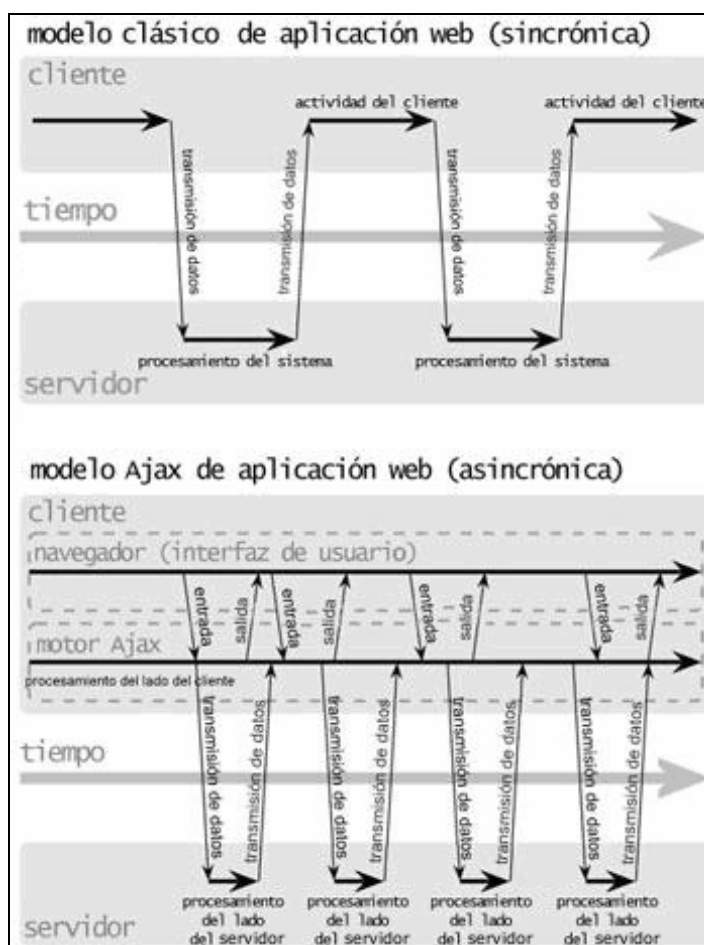 modelo clásico de aplicación web (sincrónica)
cliente
actividad del cliente
actividad del cliente
transmisión de datos
transmisión de datos
transmisión de datos
transmisión de datos
tiempo
procesamiento del sistema
procesamiento del sistema
servidor
modelo Ajax de aplicación web (asincrónica)
cliente
navegador (interfaz de usuario)
entrada
salida
entrada
salida
entrada
salida
entrada
salida
motor Ajax
procesamiento del lado del cliente
transmisión de datos
transmisión de datos
transmisión de datos
transmisión de datos
transmisión de datos
transmisión de datos
transmisión de datos
transmisión de datos
tiempo
procesamiento
del lado
del servidor
procesamiento
del lado
del servidor
procesamiento
del lado
del servidor
procesamiento
del lado
del servidor
servidor